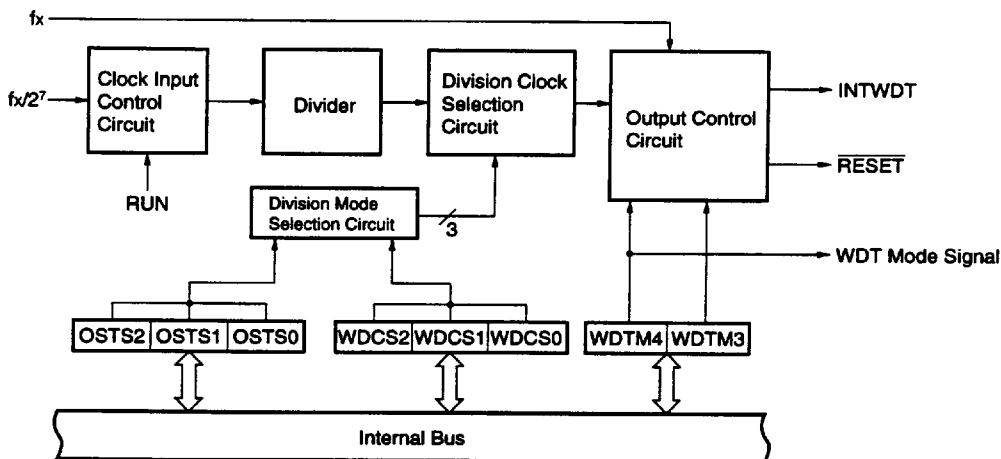 fx
fx/2⁷
Clock Input
Control
Circuit
Divider
Division Clock
Selection
Circuit
Output Control
Circuit
INTWDT
RESET
RUN
Division Mode
Selection Circuit
3
WDT Mode Signal
OSTS2 OSTS1 OSTS0
WDCS2 WDCS1 WDCS0
WDTM4 WDTM3
Internal Bus